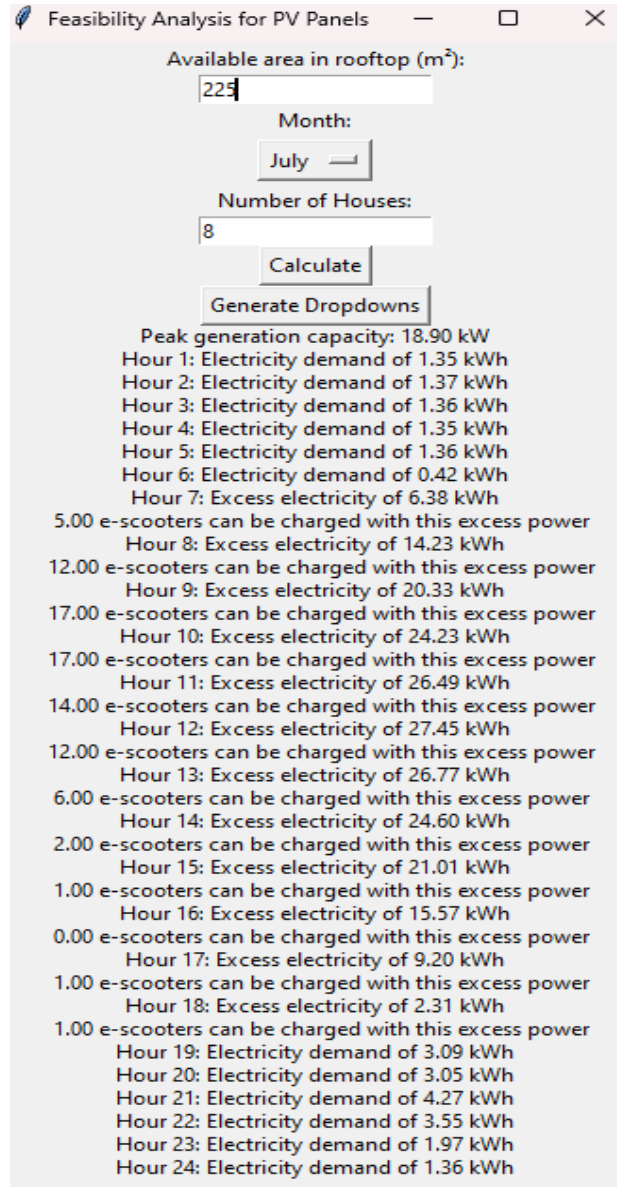 Feasibility Analysis for PV Panels
Available area in rooftop (m²):
225
Month:
July
Number of Houses:
8
Calculate
Generate Dropdowns
Peak generation capacity: 18.90 kW
Hour 1: Electricity demand of 1.35 kWh
Hour 2: Electricity demand of 1.37 kWh
Hour 3: Electricity demand of 1.36 kWh
Hour 4: Electricity demand of 1.35 kWh
Hour 5: Electricity demand of 1.36 kWh
Hour 6: Electricity demand of 0.42 kWh
Hour 7: Excess electricity of 6.38 kWh
5.00 e-scooters can be charged with this excess power
Hour 8: Excess electricity of 14.23 kWh
12.00 e-scooters can be charged with this excess power
Hour 9: Excess electricity of 20.33 kWh
17.00 e-scooters can be charged with this excess power
Hour 10: Excess electricity of 24.23 kWh
17.00 e-scooters can be charged with this excess power
Hour 11: Excess electricity of 26.49 kWh
14.00 e-scooters can be charged with this excess power
Hour 12: Excess electricity of 27.45 kWh
12.00 e-scooters can be charged with this excess power
Hour 13: Excess electricity of 26.77 kWh
6.00 e-scooters can be charged with this excess power
Hour 14: Excess electricity of 24.60 kWh
2.00 e-scooters can be charged with this excess power
Hour 15: Excess electricity of 21.01 kWh
1.00 e-scooters can be charged with this excess power
Hour 16: Excess electricity of 15.57 kWh
0.00 e-scooters can be charged with this excess power
Hour 17: Excess electricity of 9.20 kWh
1.00 e-scooters can be charged with this excess power
Hour 18: Excess electricity of 2.31 kWh
1.00 e-scooters can be charged with this excess power
Hour 19: Electricity demand of 3.09 kWh
Hour 20: Electricity demand of 3.05 kWh
Hour 21: Electricity demand of 4.27 kWh
Hour 22: Electricity demand of 3.55 kWh
Hour 23: Electricity demand of 1.97 kWh
Hour 24: Electricity demand of 1.36 kWh